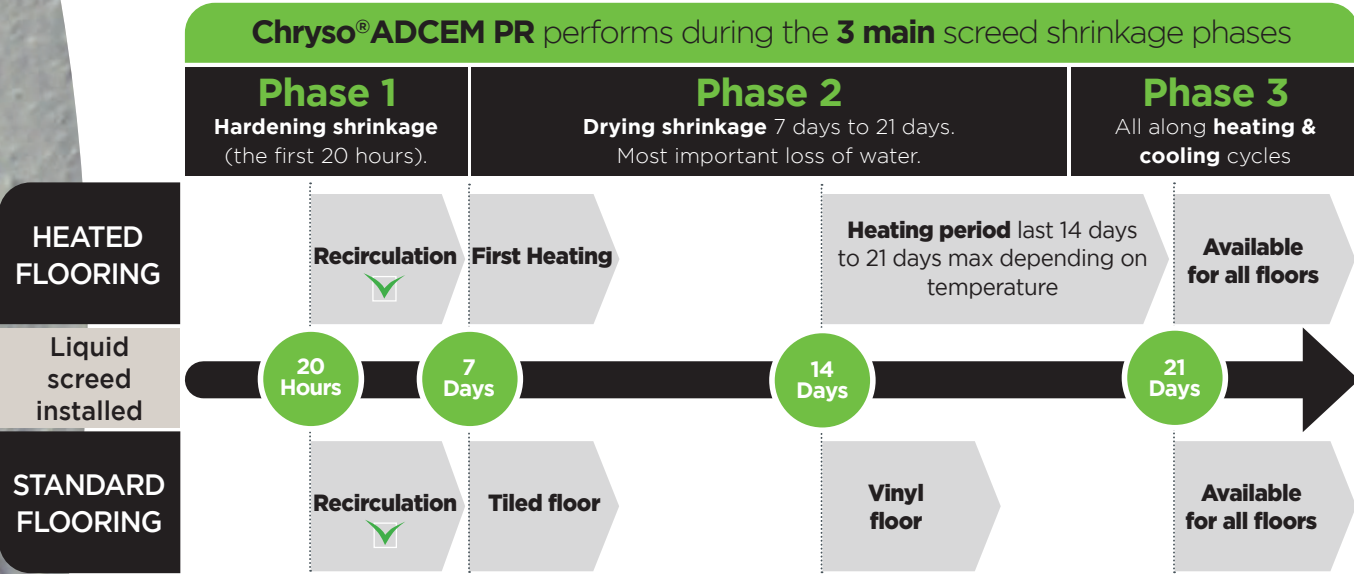 Chryso®ADCEM PR performs during the 3 main screed shrinkage phases
Phase 1
Hardening shrinkage
(the first 20 hours).
Phase 2
Drying shrinkage 7 days to 21 days.
Most important loss of water.
Phase 3
All along heating &
cooling cycles
HEATED
FLOORING
Recirculation
First Heating
Heating period last 14 days
to 21 days max depending on
temperature
Available
for all floors
Liquid
screed
installed
20
Hours
7
Days
14
Days
21
Days
STANDARD
FLOORING
Recirculation
Tiled floor
Vinyl
floor
Available
for all floors